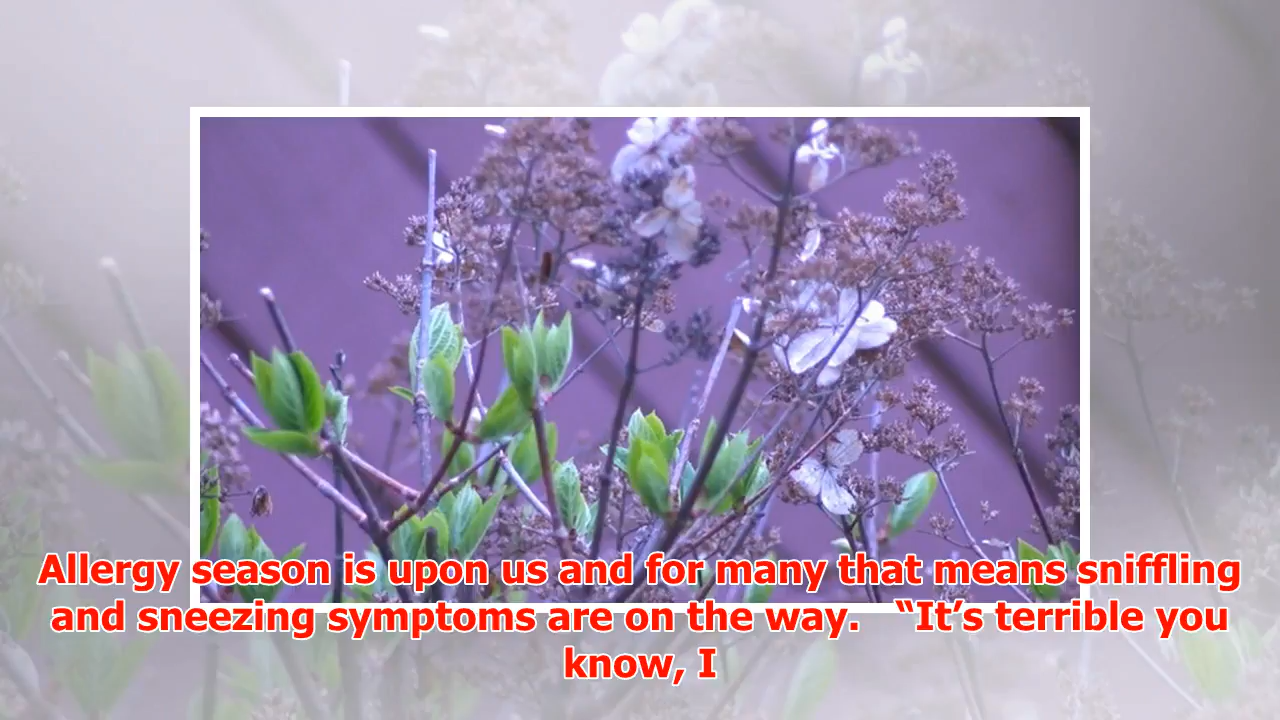 Allergy season is upon us and for many that means sniffling
and sneezing symptoms are on the way.   “It’s terrible you
know, I